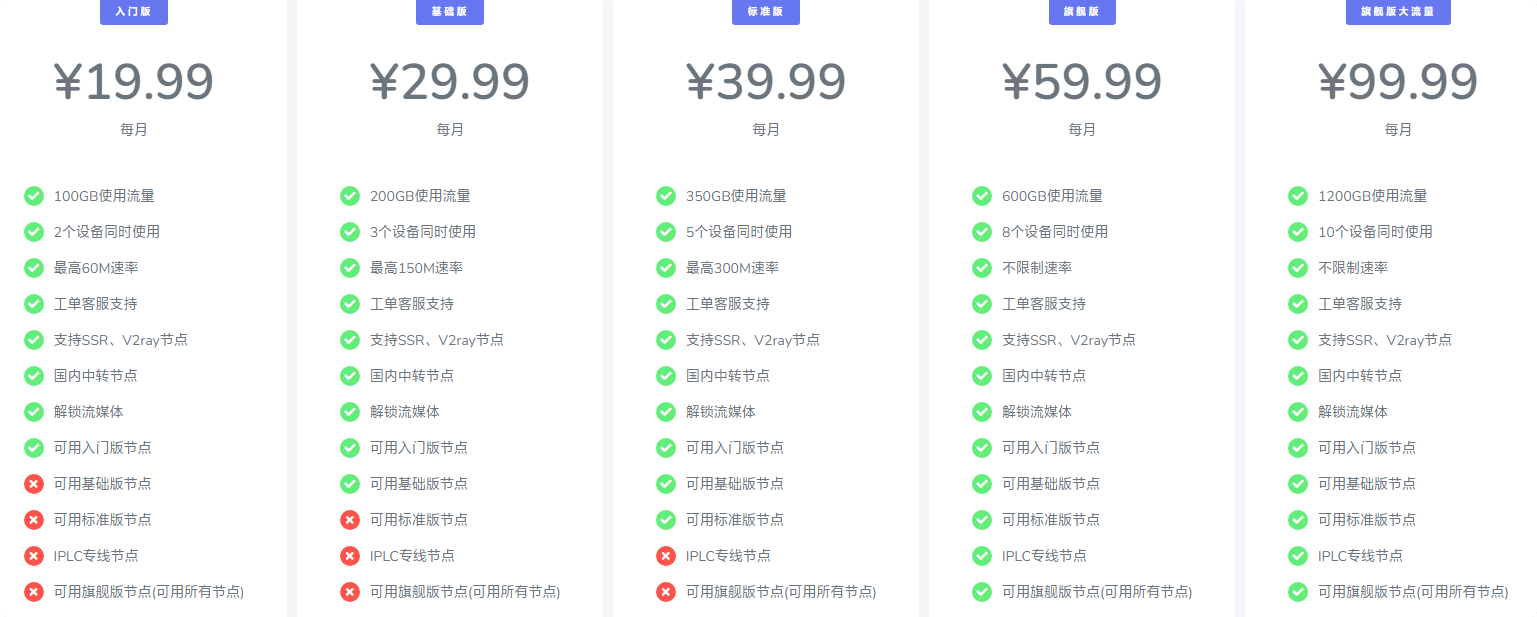 入门版
¥19.99
每月
100GB使用流量
2个设备同时使用
最高60M速率
工单客服支持
支持SSR、V2ray节点
国内中转节点
解锁流媒体
可用入门版节点
可用基础版节点
可用标准版节点
IPLC专线节点
可用旗舰版节点(可用所有节点)
基础版
¥29.99
每月
200GB使用流量
3个设备同时使用
最高150M速率
工单客服支持
支持SSR、V2ray节点
国内中转节点
解锁流媒体
可用入门版节点
可用基础版节点
可用标准版节点
IPLC专线节点
可用旗舰版节点(可用所有节点)
标准版
¥39.99
每月
350GB使用流量
5个设备同时使用
最高300M速率
工单客服支持
支持SSR、V2ray节点
国内中转节点
解锁流媒体
可用入门版节点
可用基础版节点
可用标准版节点
IPLC专线节点
可用旗舰版节点(可用所有节点)
旗舰版
¥59.99
每月
600GB使用流量
8个设备同时使用
不限制速率
工单客服支持
支持SSR、V2ray节点
国内中转节点
解锁流媒体
可用入门版节点
可用基础版节点
可用标准版节点
IPLC专线节点
可用旗舰版节点(可用所有节点)
旗舰版大流量
¥99.99
每月
1200GB使用流量
10个设备同时使用
不限制速率
工单客服支持
支持SSR、V2ray节点
国内中转节点
解锁流媒体
可用入门版节点
可用基础版节点
可用标准版节点
IPLC专线节点
可用旗舰版节点(可用所有节点)